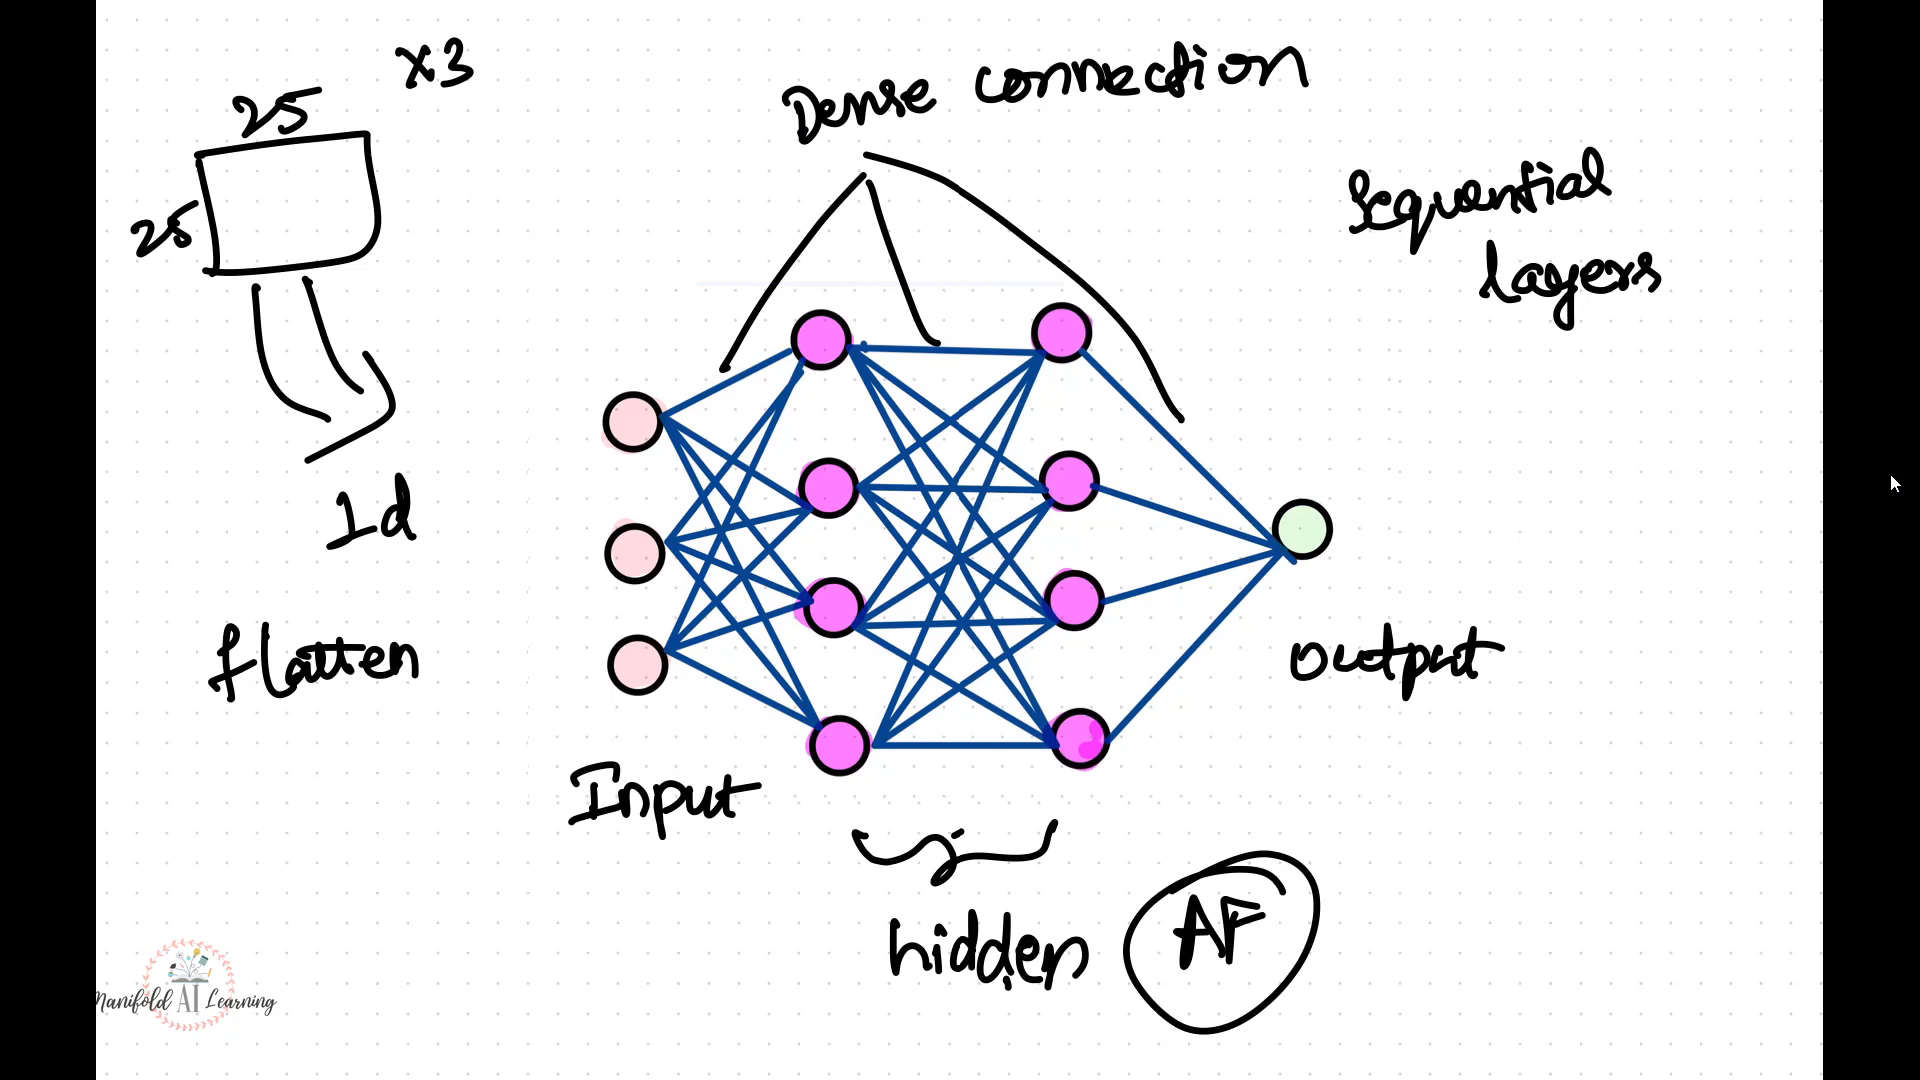 25
x3
25
1d
flatten
Dense connection
Sequential
layers
Input
hidden
AF
output
Manifold AI Learning